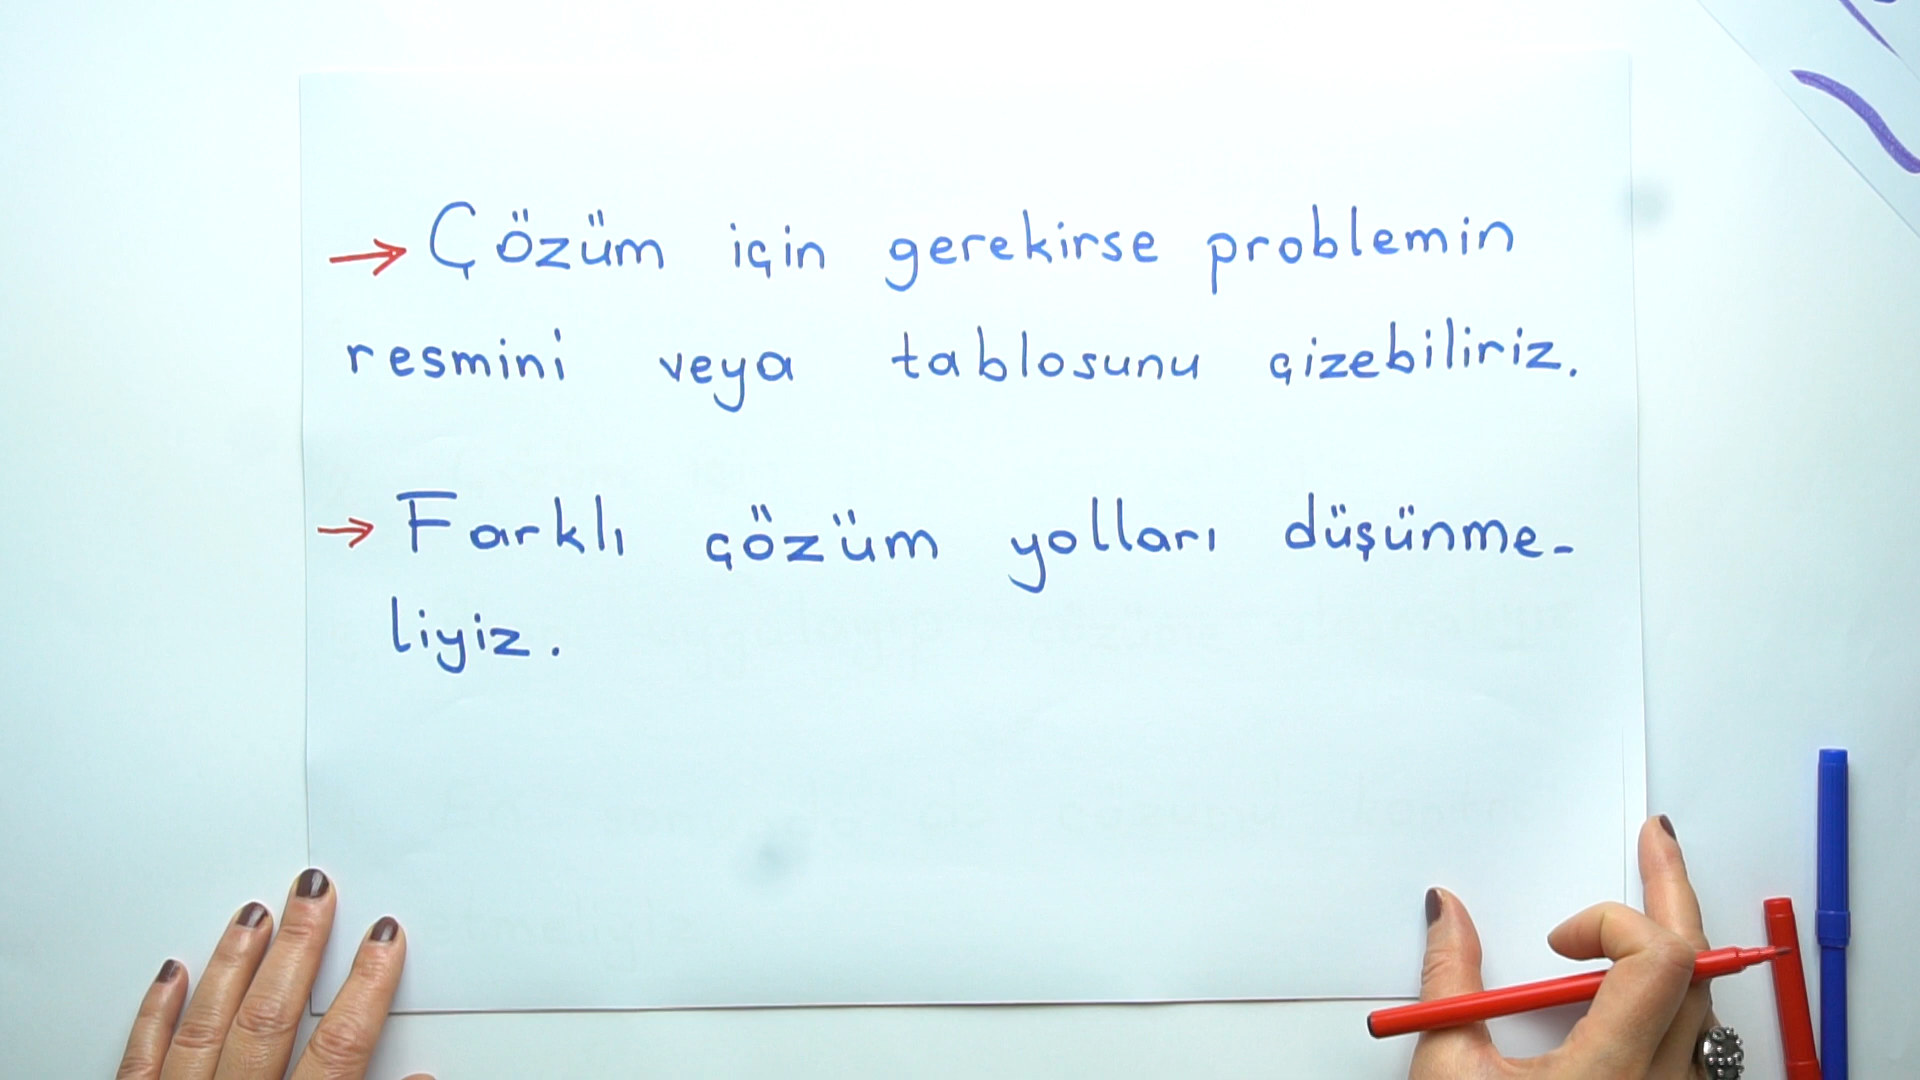 → Çözüm için gerekirse problemin
resmini veya tablosunu çizebiliriz.
→ Farklı çözüm yolları düşünme-
liyiz.